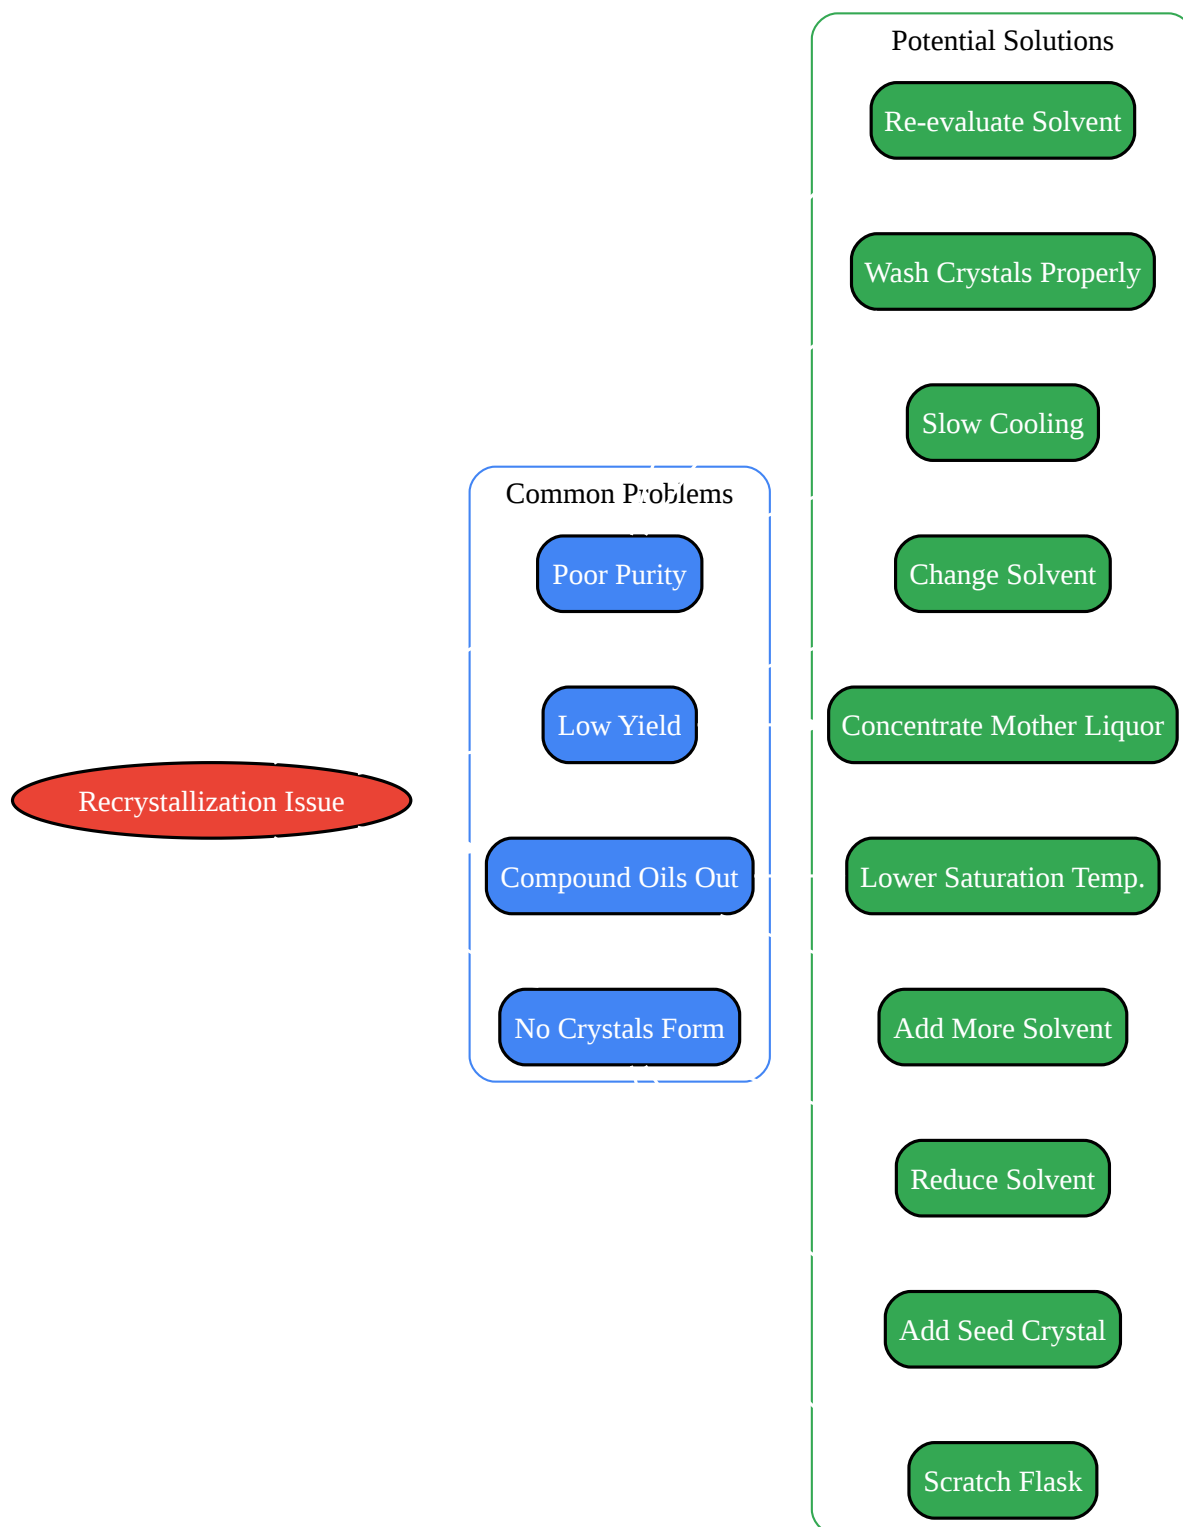 Potential Solutions
Re-evaluate Solvent
Wash Crystals Properly
Slow Cooling
Common Problems
Poor Purity
Change Solvent
Low Yield
Concentrate Mother Liquor
Recrystallization Issue
Compound Oils Out
Lower Saturation Temp.
No Crystals Form
Add More Solvent
Reduce Solvent
Add Seed Crystal
Scratch Flask